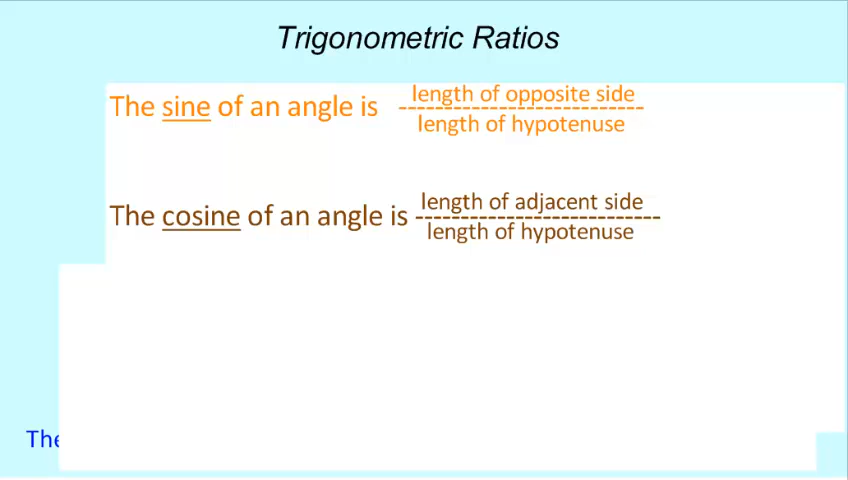 Trigonometric Ratios
The sine of an angle is length of opposite side
---------------------------
length of hypotenuse
The cosine of an angle is length of adjacent side
---------------------------
length of hypotenuse
The